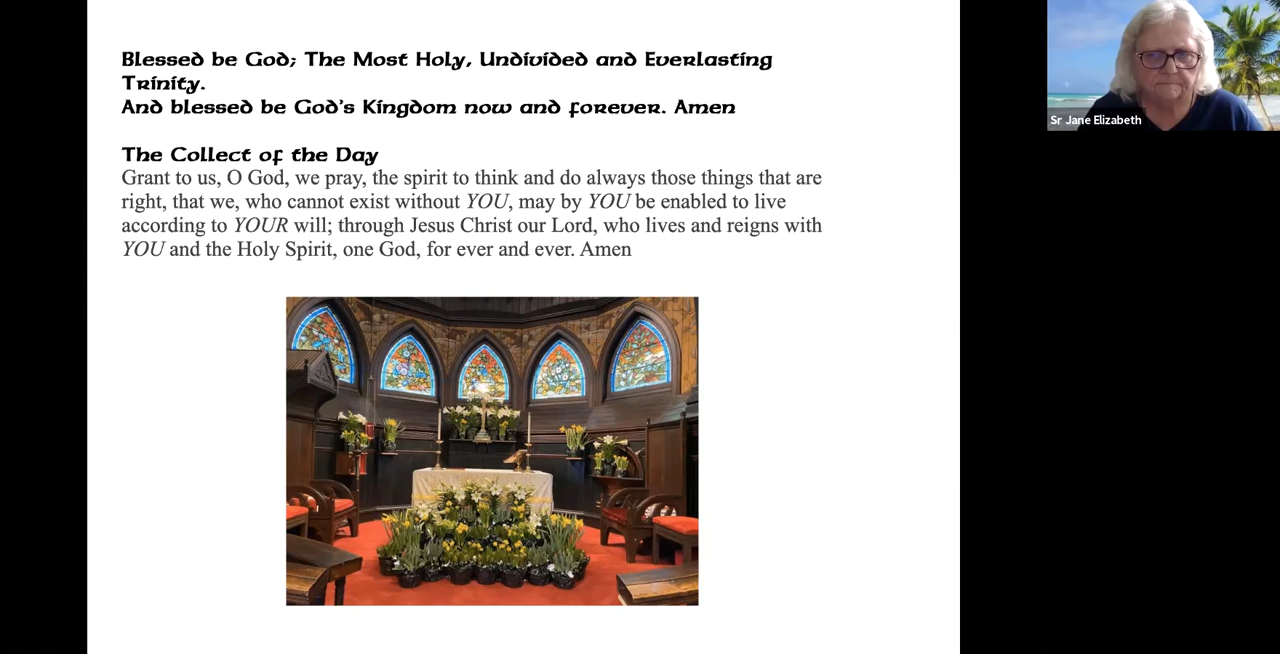 Blessed be God; The Most Holy, Undivided and Everlasting
Trinity.
And blessed be God's Kingdom now and forever. Amen
The Collect of the Day
Grant to us, O God, we pray, the spirit to think and do always those things that are
right, that we, who cannot exist without YOU, may by YOU be enabled to live
according to YOUR will; through Jesus Christ our Lord, who lives and reigns with
YOU and the Holy Spirit, one God, for ever and ever. Amen
Sr Jane Elizabeth